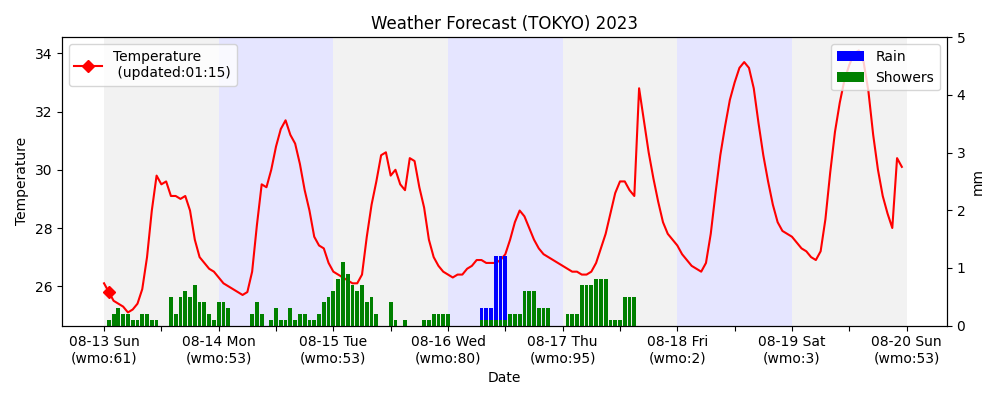 Weather Forecast (TOKYO) 2023
Temperature
(updated:01:15)
Rain
Showers
34
32
30
28
26
Temperature
5
4
3
2
1
0
mm
08-13 Sun
(wmo:61)
08-14 Mon
(wmo:53)
08-15 Tue
(wmo:53)
08-16 Wed
(wmo:80)
08-17 Thu
(wmo:95)
08-18 Fri
(wmo:2)
08-19 Sat
(wmo:3)
08-20 Sun
(wmo:53)
Date